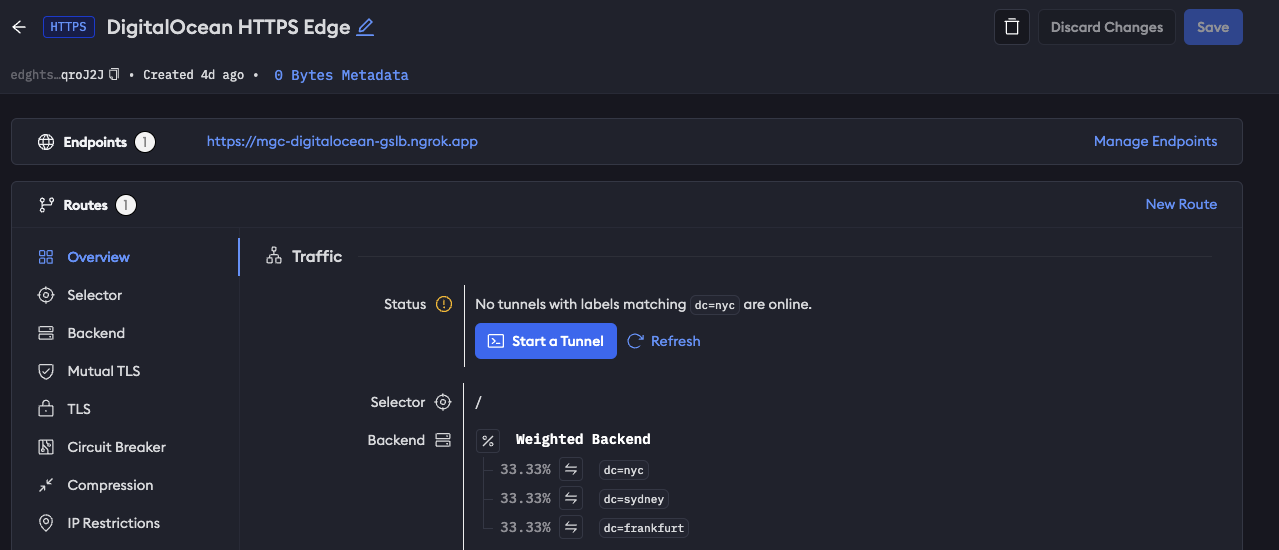 HTTPS DigitalOcean HTTPS Edge Discard Changes Save
edghts…qroJ2J • Created 4d ago • 0 Bytes Metadata
Endpoints 1 https://mgc-digitalocean-gslb.ngrok.app Manage Endpoints
Routes 1 New Route
Overview
Selector
Backend
Mutual TLS
TLS
Circuit Breaker
Compression
IP Restrictions
Traffic
Status No tunnels with labels matching dc=nyc are online.
Start a Tunnel Refresh
Selector /
Backend % Weighted Backend
33.33% dc=nyc
33.33% dc=sydney
33.33% dc=frankfurt